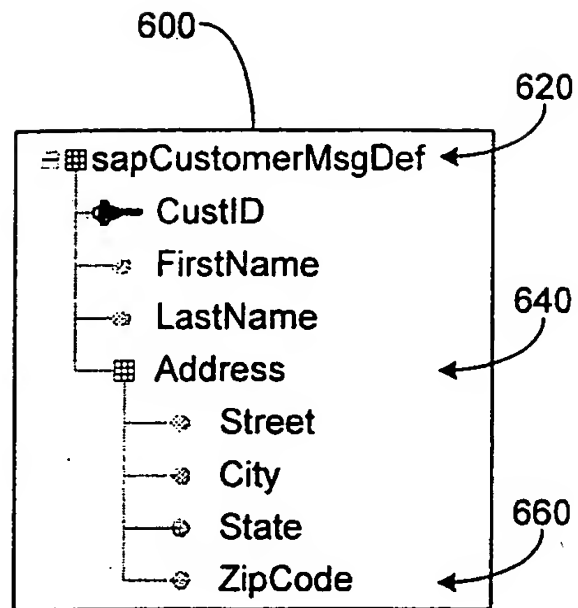 600
620
sapCustomerMsgDef
CustID
FirstName
LastName
640
Address
Street
City
State
660
ZipCode